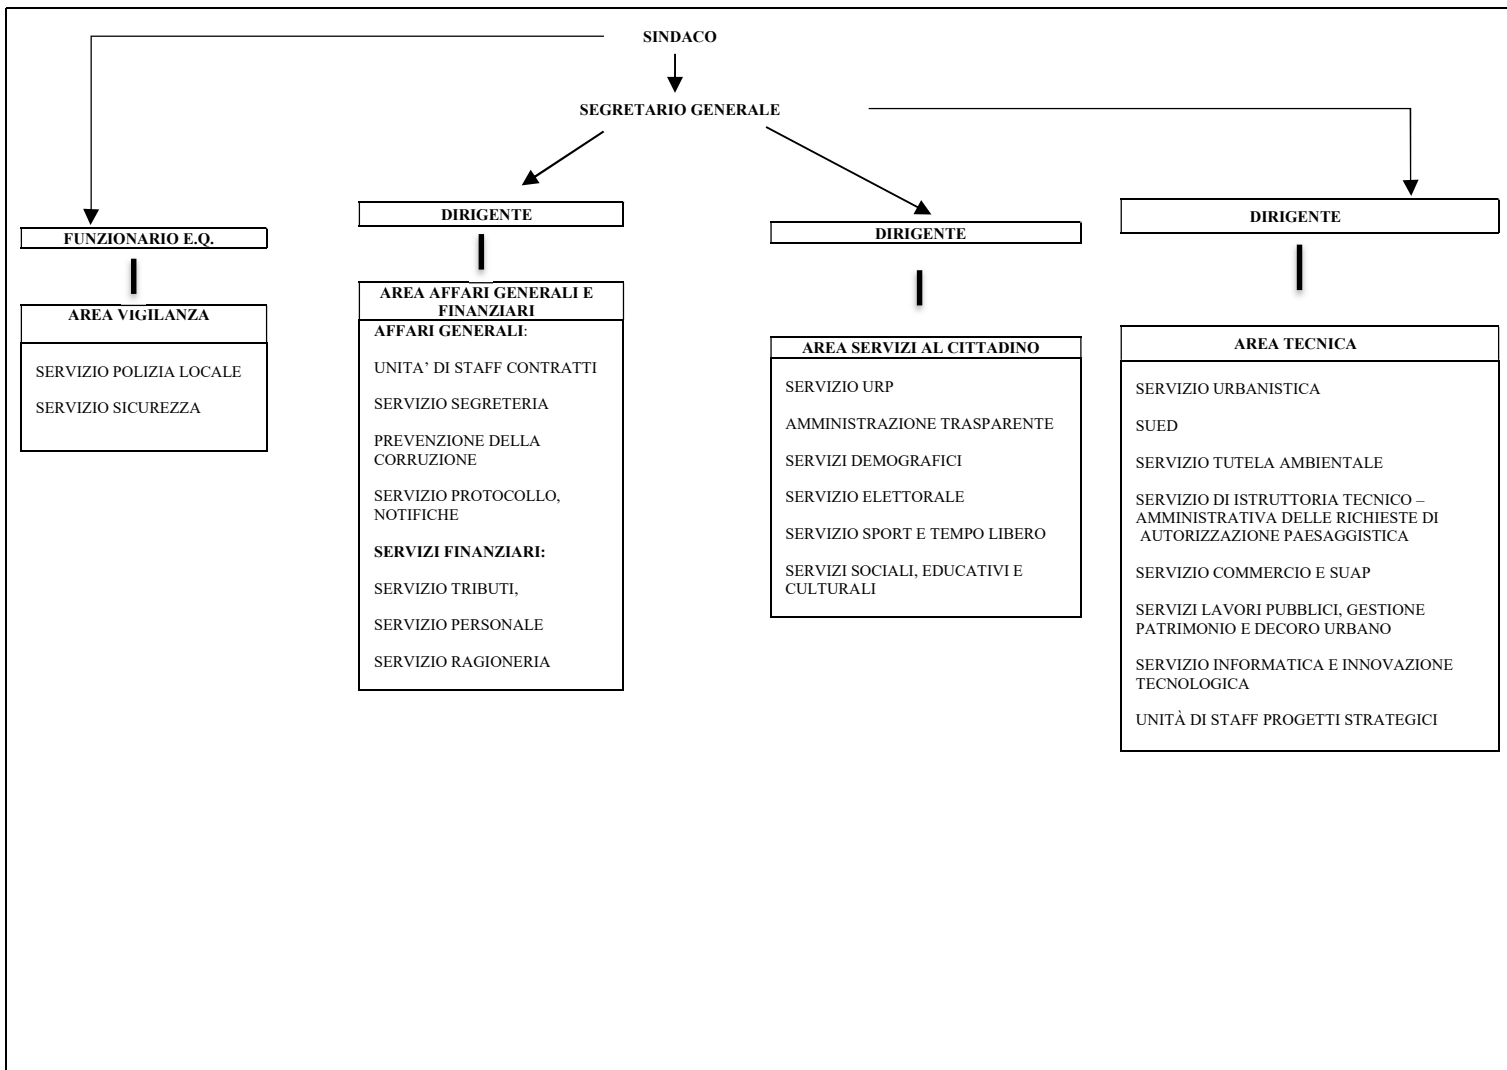 SINDACO
SEGRETARIO GENERALE
FUNZIONARIO E.Q.
AREA VIGILANZA
SERVIZIO POLIZIA LOCALE
SERVIZIO SICUREZZA
DIRIGENTE
AREA AFFARI GENERALI E
FINANZIARI
AFFARI GENERALI:
UNITA’ DI STAFF CONTRATTI
SERVIZIO SEGRETERIA
PREVENZIONE DELLA
CORRUZIONE
SERVIZIO PROTOCOLLO,
NOTIFICHE
SERVIZI FINANZIARI:
SERVIZIO TRIBUTI,
SERVIZIO PERSONALE
SERVIZIO RAGIONERIA
DIRIGENTE
AREA SERVIZI AL CITTADINO
SERVIZIO URP
AMMINISTRAZIONE TRASPARENTE
SERVIZI DEMOGRAFICI
SERVIZIO ELETTORALE
SERVIZIO SPORT E TEMPO LIBERO
SERVIZI SOCIALI, EDUCATIVI E
CULTURALI
DIRIGENTE
AREA TECNICA
SERVIZIO URBANISTICA
SUED
SERVIZIO TUTELA AMBIENTALE
SERVIZIO DI ISTRUTTORIA TECNICO –
AMMINISTRATIVA DELLE RICHIESTE DI
AUTORIZZAZIONE PAESAGGISTICA
SERVIZIO COMMERCIO E SUAP
SERVIZI LAVORI PUBBLICI, GESTIONE
PATRIMONIO E DECORO URBANO
SERVIZIO INFORMATICA E INNOVAZIONE
TECNOLOGICA
UNITÀ DI STAFF PROGETTI STRATEGICI